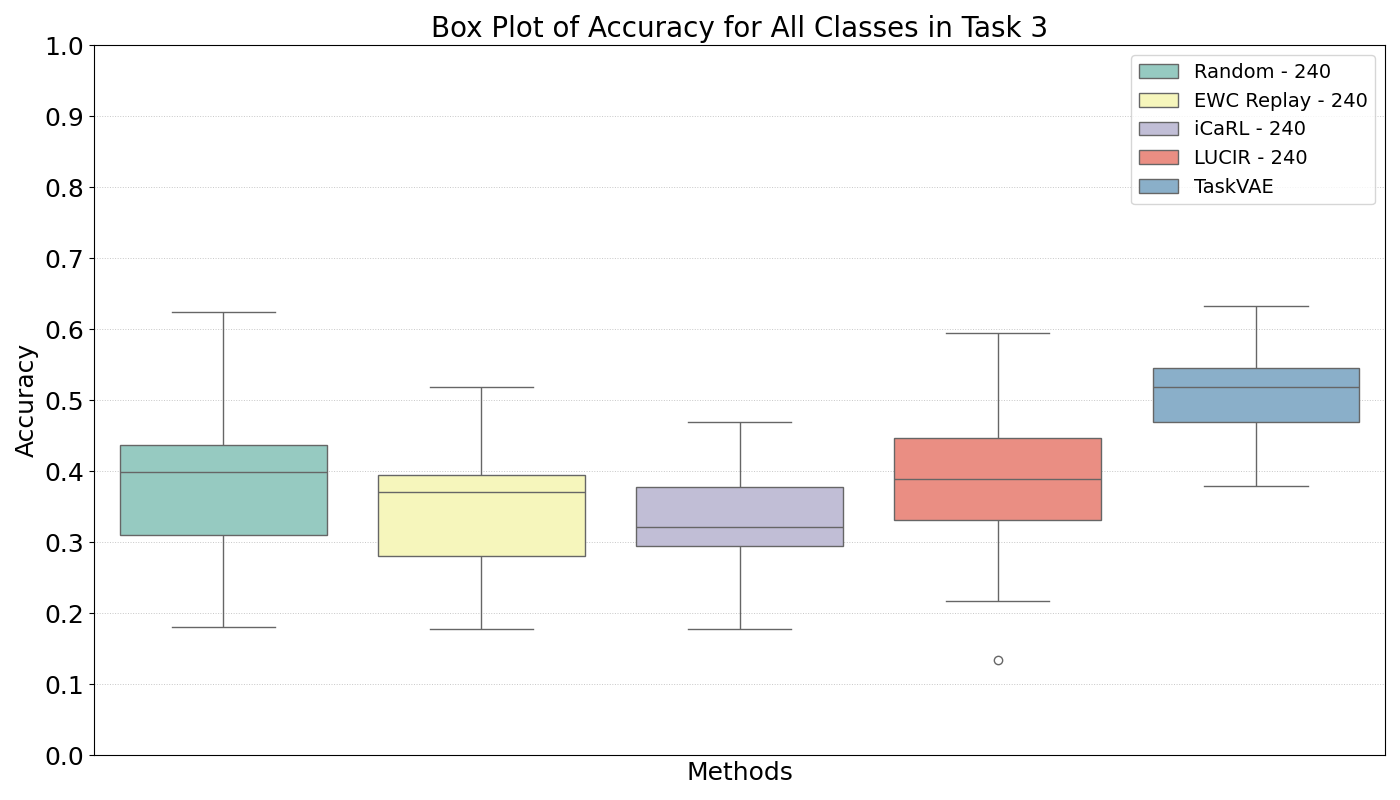 Box Plot of Accuracy for All Classes in Task 3
1.0
0.9
0.8
0.7
0.6
0.5
0.4
0.3
0.2
0.1
0.0
Accuracy
Methods
Random - 240
EWC Replay - 240
iCaRL - 240
LUCIR - 240
TaskVAE